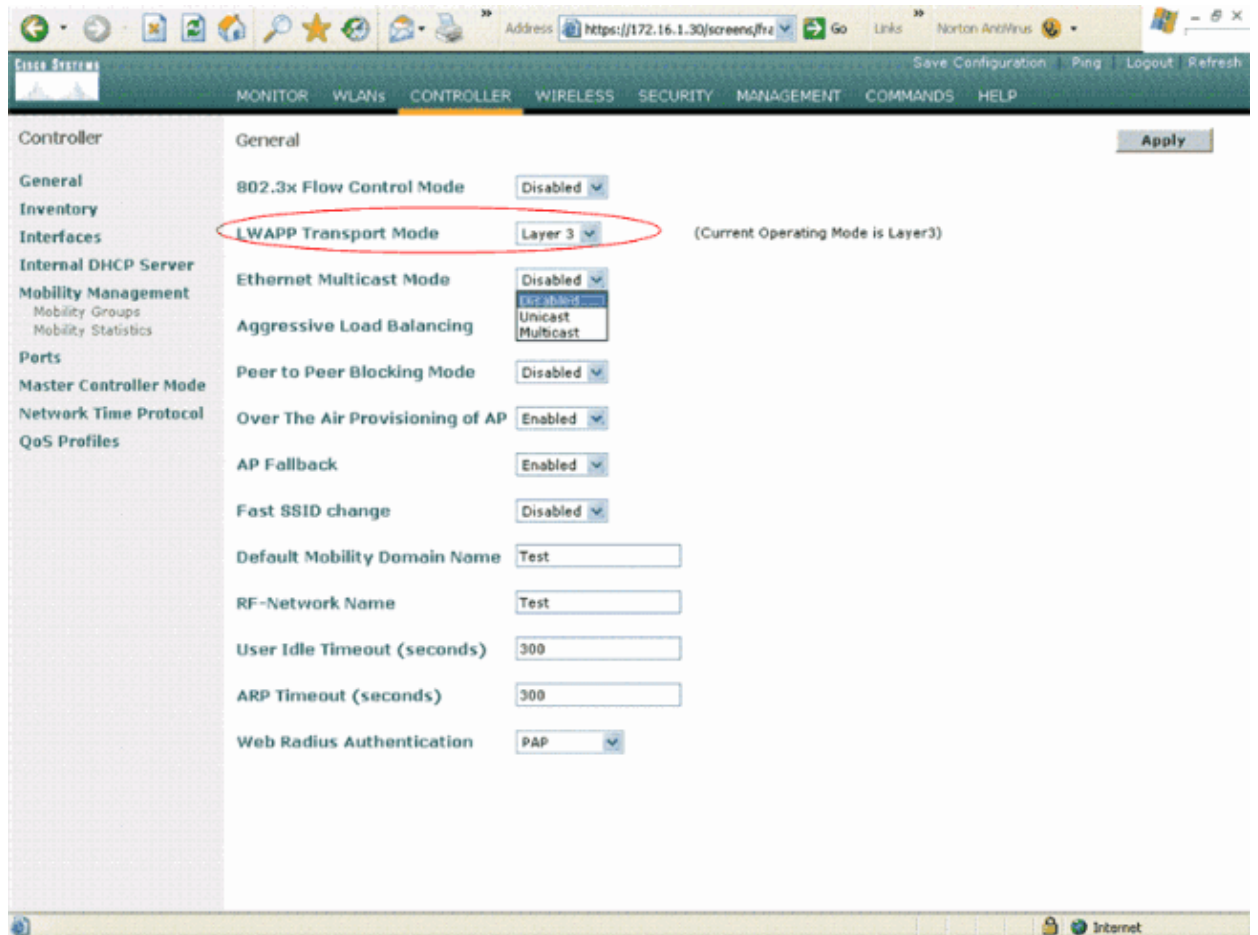 Address https://172.16.1.30/screens/fra Go Links Norton AntiVirus
CISCO SYSTEMS
Save Configuration Ping Logout Refresh
MONITOR WLANs CONTROLLER WIRELESS SECURITY MANAGEMENT COMMANDS HELP
Controller
General
Inventory
Interfaces
Internal DHCP Server
Mobility Management
Mobility Groups
Mobility Statistics
Ports
Master Controller Mode
Network Time Protocol
QoS Profiles
General
Apply
802.3x Flow Control Mode Disabled
LWAPP Transport Mode Layer 3 (Current Operating Mode is Layer3)
Ethernet Multicast Mode Disabled
Disabled
Unicast
Multicast
Aggressive Load Balancing
Peer to Peer Blocking Mode Disabled
Over The Air Provisioning of AP Enabled
AP Fallback Enabled
Fast SSID change Disabled
Default Mobility Domain Name Test
RF-Network Name Test
User Idle Timeout (seconds) 300
ARP Timeout (seconds) 300
Web Radius Authentication PAP
Internet